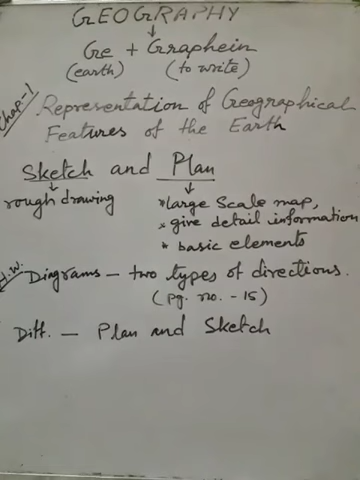 GEOGRAPHY
↓
Ge + Graphein
(earth) (to write)
Chap.-1
Representation of Geographical
Features of the Earth
Sketch and Plan
↓ ↓
rough drawing *large Scale map,
* give detail information
* basic elements
H.W.
Diagrams - two types of directions.
(pg. no. - 15)
Diff. - Plan and Sketch